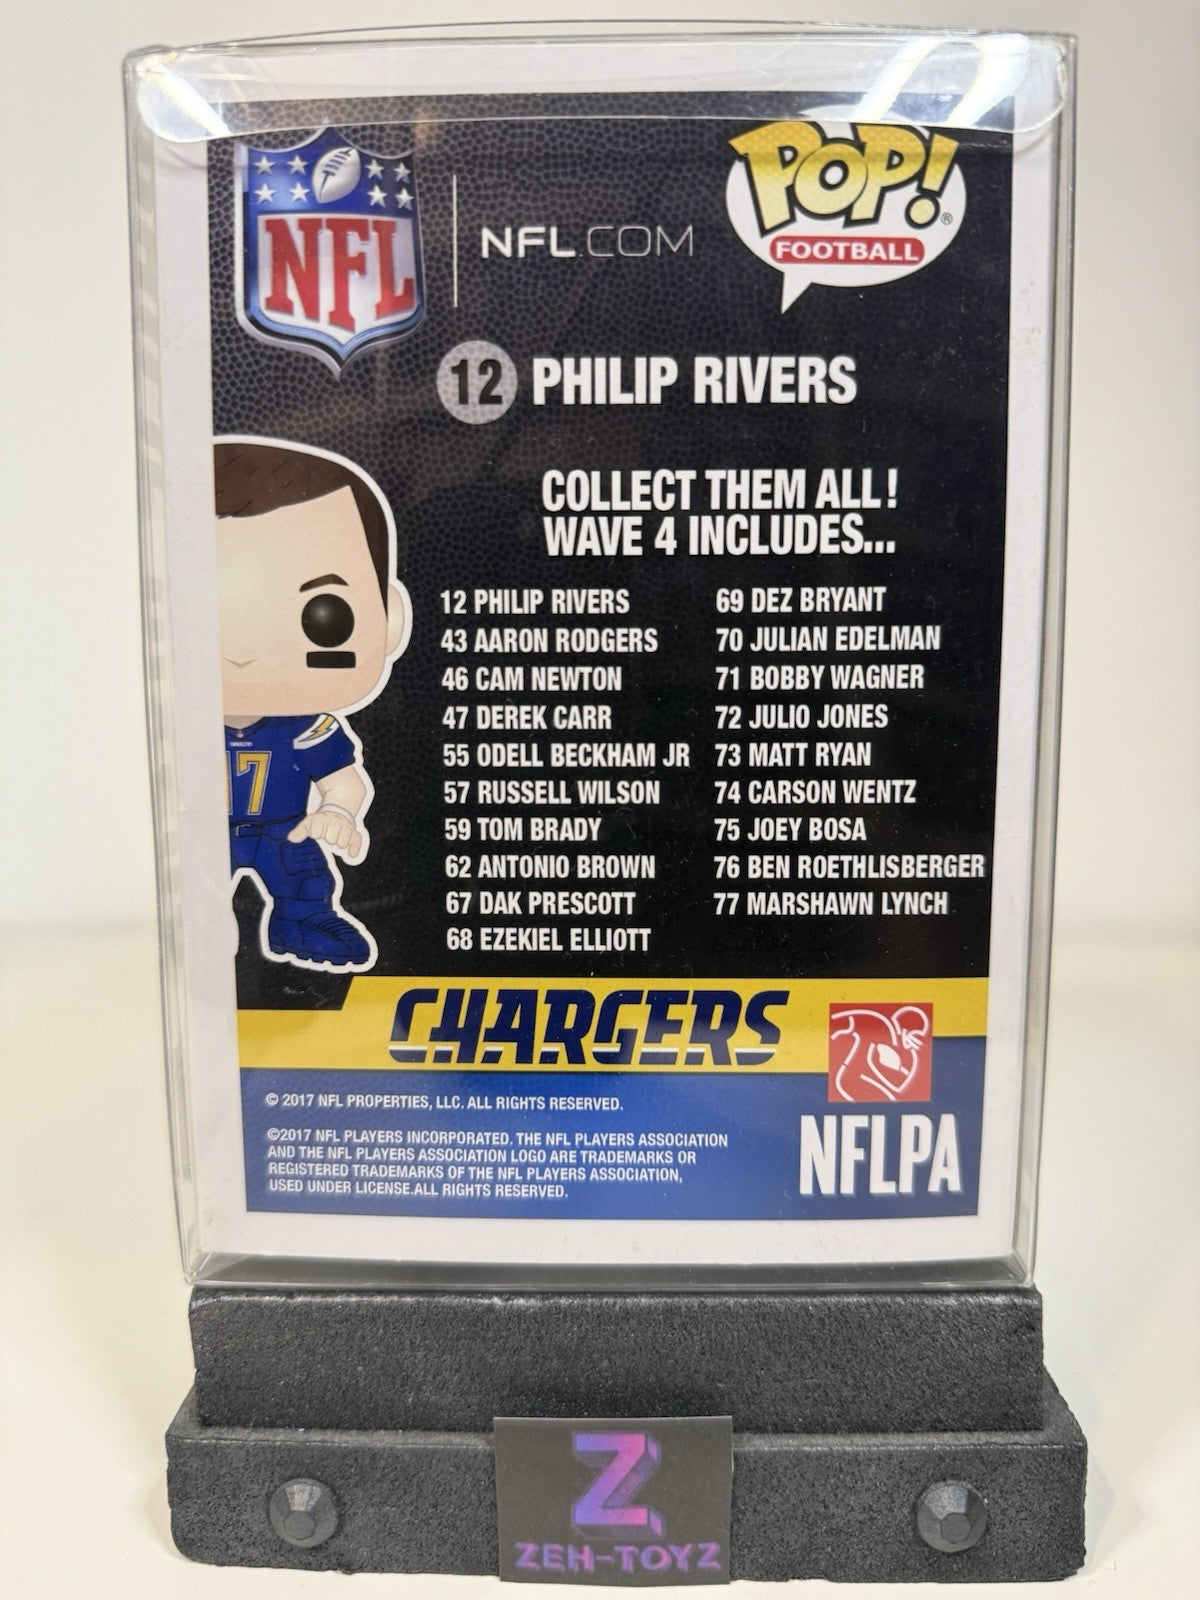 NFL
NFL.COM
POP!®
FOOTBALL
12 PHILIP RIVERS
COLLECT THEM ALL!
WAVE 4 INCLUDES...
12 PHILIP RIVERS
43 AARON RODGERS
46 CAM NEWTON
47 DEREK CARR
55 ODELL BECKHAM JR
57 RUSSELL WILSON
59 TOM BRADY
62 ANTONIO BROWN
67 DAK PRESCOTT
68 EZEKIEL ELLIOTT
69 DEZ BRYANT
70 JULIAN EDELMAN
71 BOBBY WAGNER
72 JULIO JONES
73 MATT RYAN
74 CARSON WENTZ
75 JOEY BOSA
76 BEN ROETHLISBERGER
77 MARSHAWN LYNCH
17
CHARGERS
© 2017 NFL PROPERTIES, LLC. ALL RIGHTS RESERVED.
©2017 NFL PLAYERS INCORPORATED. THE NFL PLAYERS ASSOCIATION
AND THE NFL PLAYERS ASSOCIATION LOGO ARE TRADEMARKS OR
REGISTERED TRADEMARKS OF THE NFL PLAYERS ASSOCIATION,
USED UNDER LICENSE.ALL RIGHTS RESERVED.
NFLPA
Z
ZEH-TOYZ